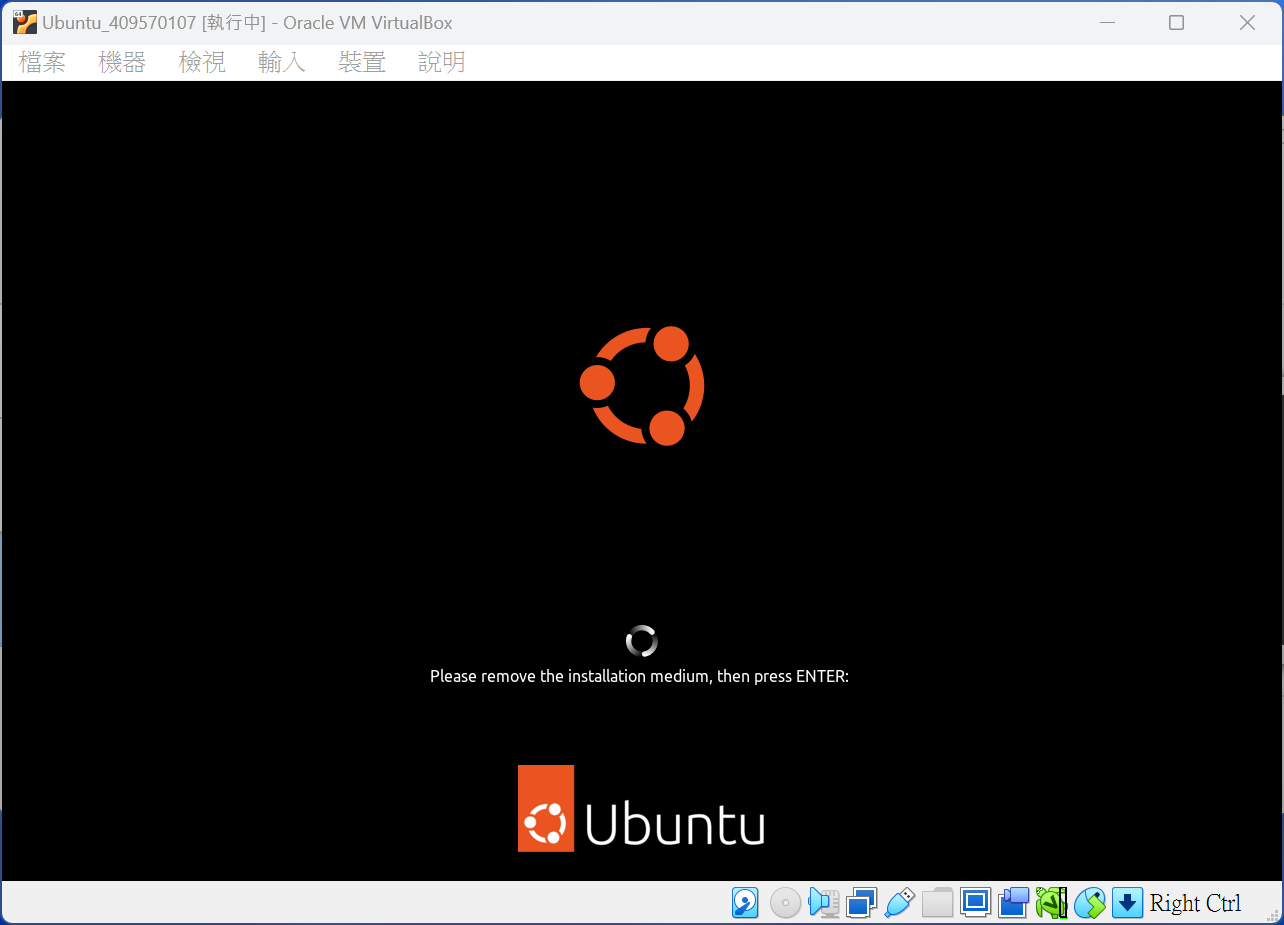 Ubuntu_409570107 [執行中] - Oracle VM VirtualBox
檔案 機器 檢視 輸入 裝置 說明
Please remove the installation medium, then press ENTER:
Ubuntu
Right Ctrl